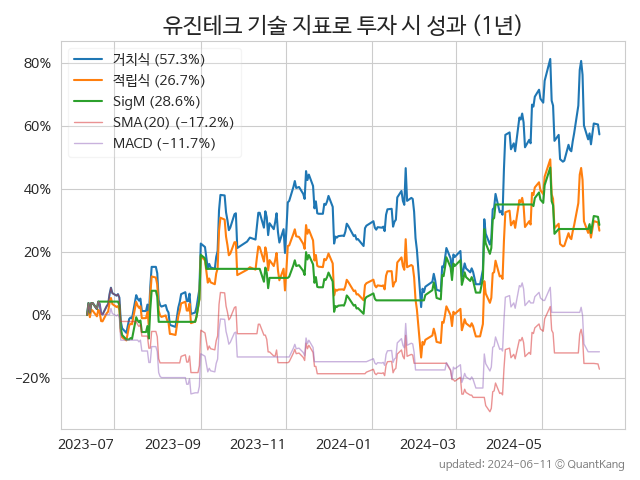 유진테크 기술 지표로 투자 시 성과 (1년)
거치식 (57.3%)
적립식 (26.7%)
SigM (28.6%)
SMA(20) (−17.2%)
MACD (−11.7%)
80%
60%
40%
20%
0%
−20%
2023-07
2023-09
2023-11
2024-01
2024-03
2024-05
updated: 2024-06-11 © QuantKang